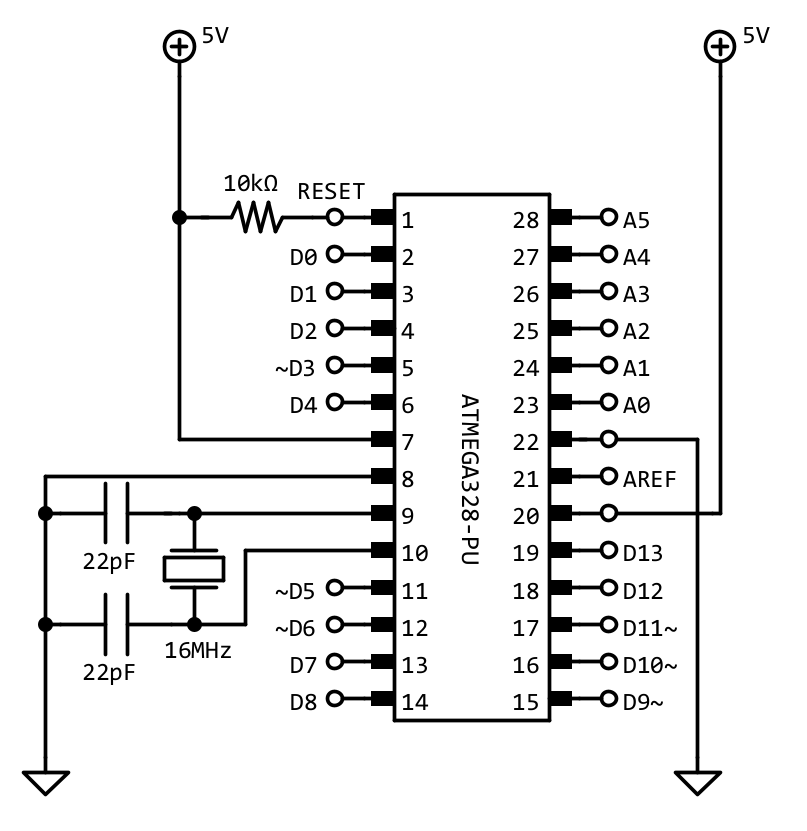 5V
5V
10kΩ
RESET
1
28
A5
D0
2
27
A4
D1
3
26
A3
D2
4
25
A2
~D3
5
24
A1
D4
6
23
A0
7
22
8
21
AREF
9
20
22pF
10
19
D13
~D5
11
18
D12
~D6
12
17
D11~
16MHz
22pF
D7
13
16
D10~
D8
14
15
D9~
ATMEGA328-PU